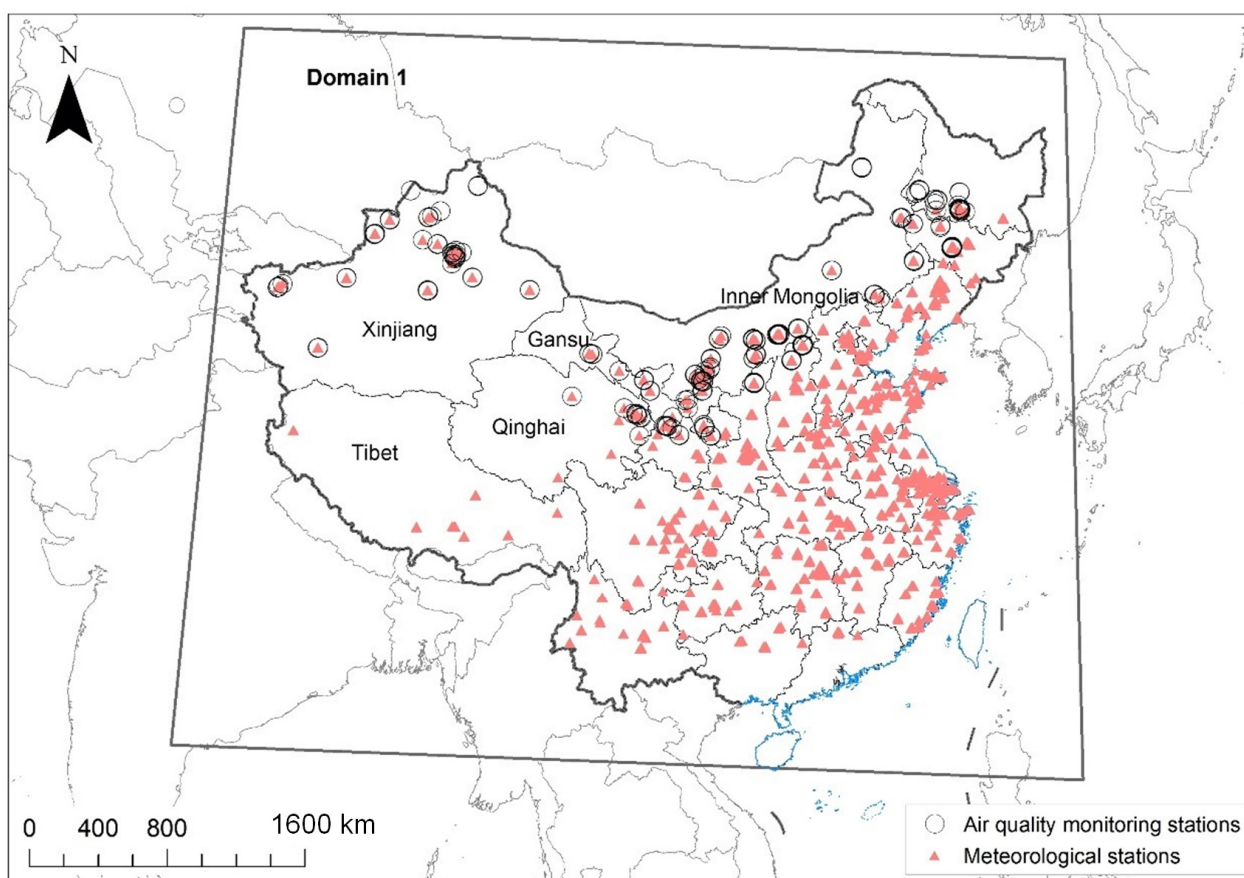 N
Domain 1
Inner Mongolia
Xinjiang
Gansu
Qinghai
Tibet
0 400 800 1600 km
Air quality monitoring stations
Meteorological stations